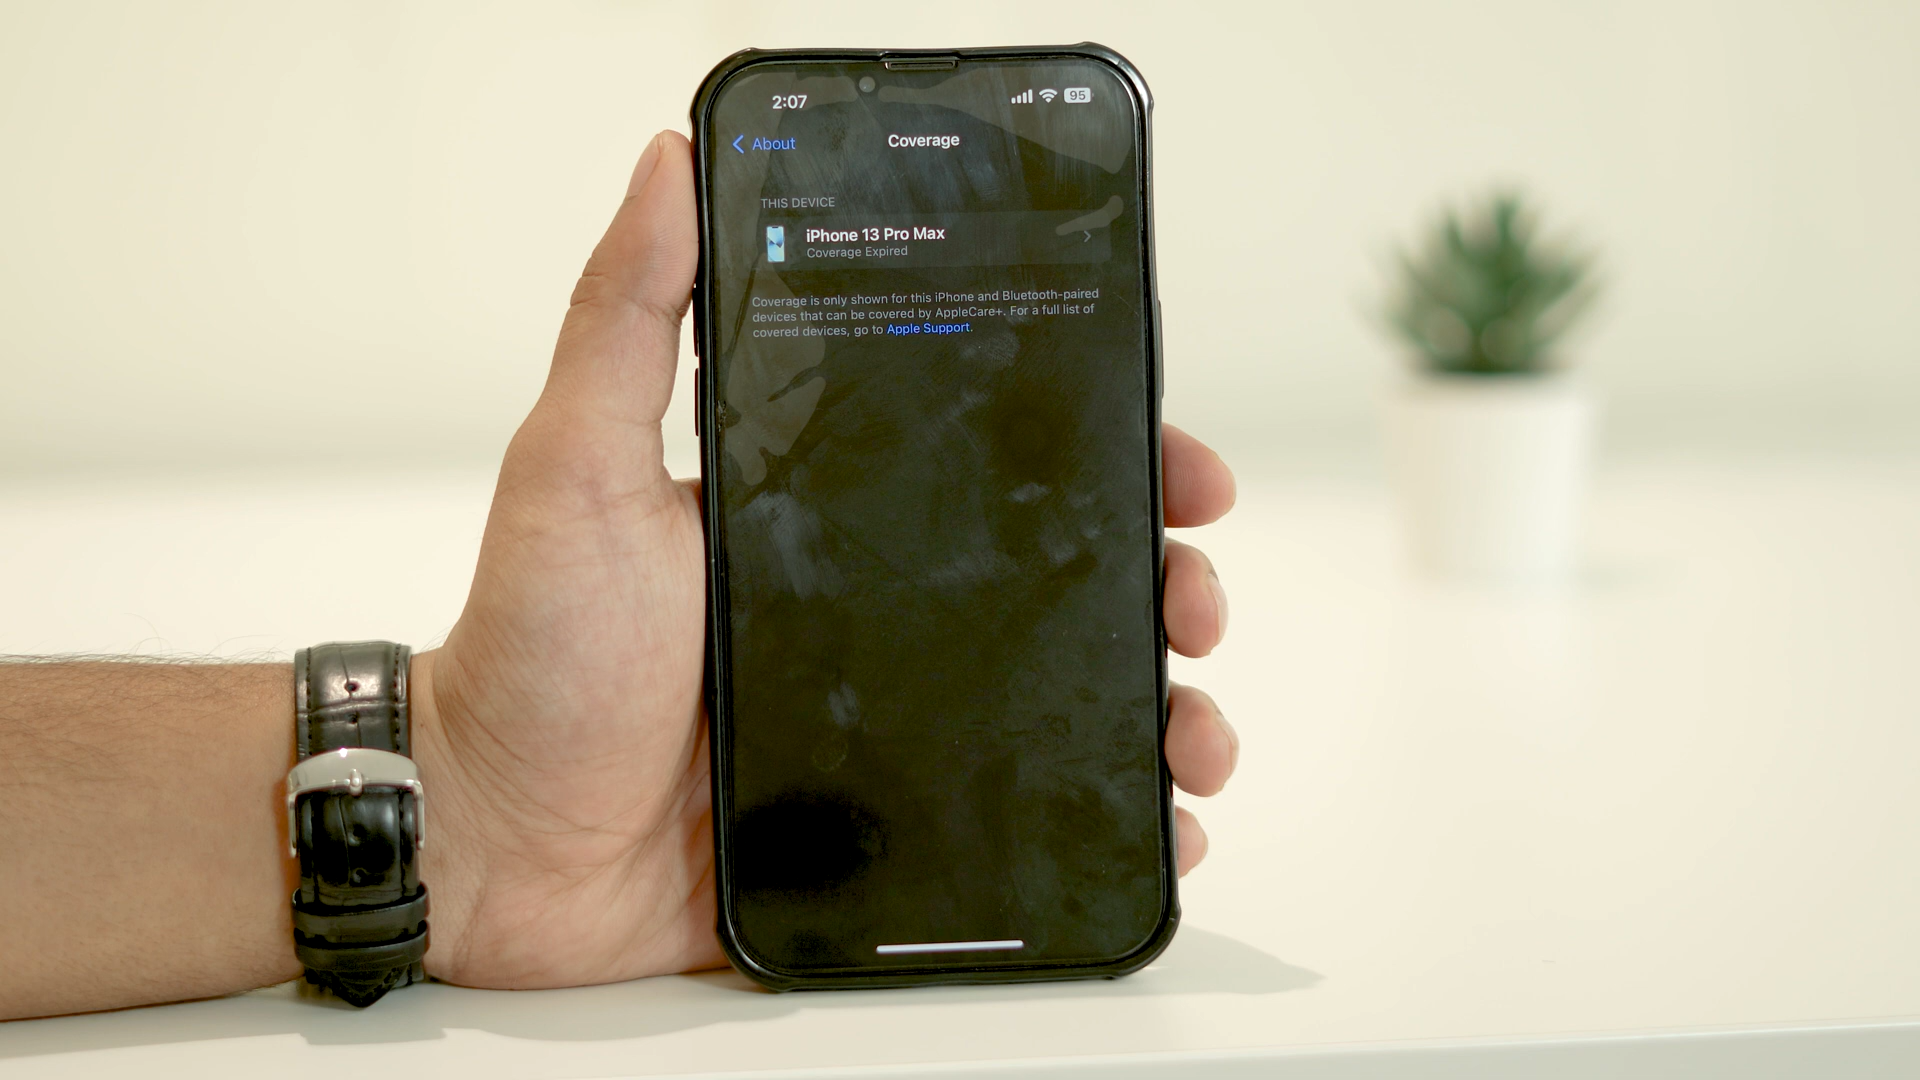 2:07
95
About
Coverage
THIS DEVICE
iPhone 13 Pro Max
Coverage Expired
Coverage is only shown for this iPhone and Bluetooth-paired
devices that can be covered by AppleCare+. For a full list of
covered devices, go to Apple Support.